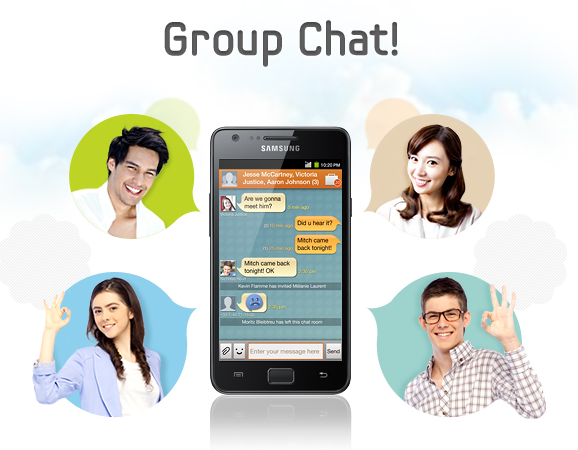 Group Chat!
SAMSUNG
10:20 PM
Jesse McCartney, Victoria
Justice, Aaron Johnson (3)
Are we gonna
meet him?
Did u hear it?
Mitch came
back tonight!
Mitch came back
tonight! OK
Kevin Fiamme has invited Mélanie Laurent
Moritz Bleibtreu has left this chat room
Enter your message here
Send